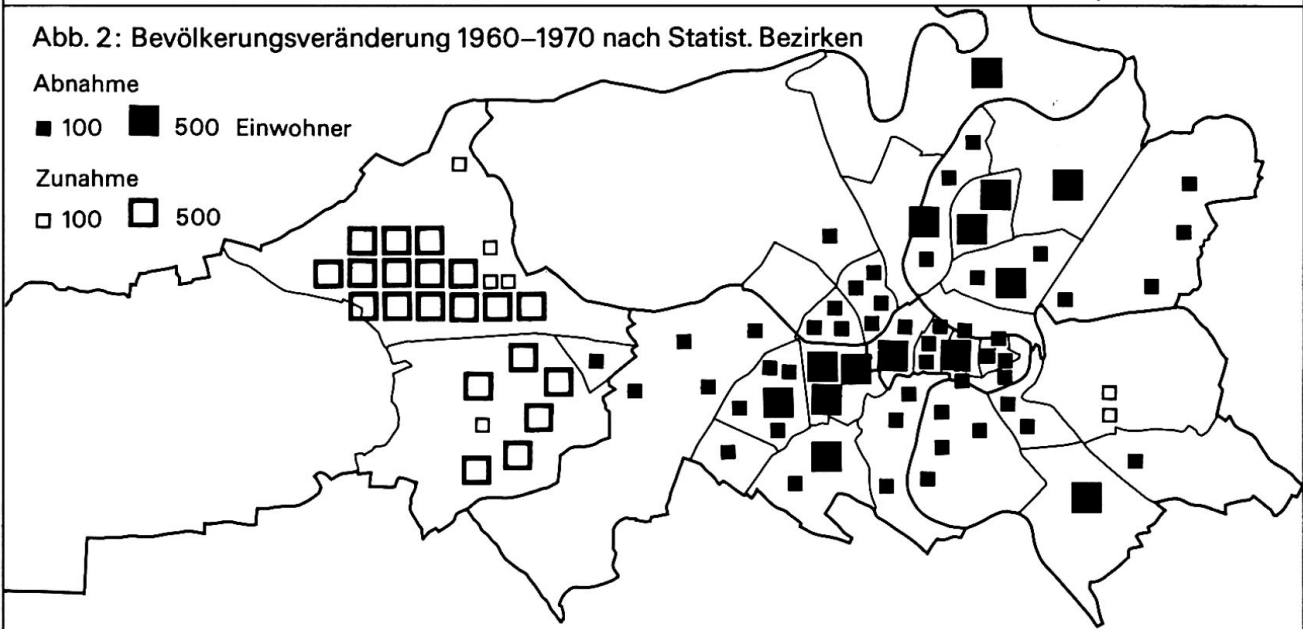 Abb. 2: Bevölkerungsveränderung 1960–1970 nach Statist. Bezirken
Abnahme
100 500 Einwohner
Zunahme
100 500